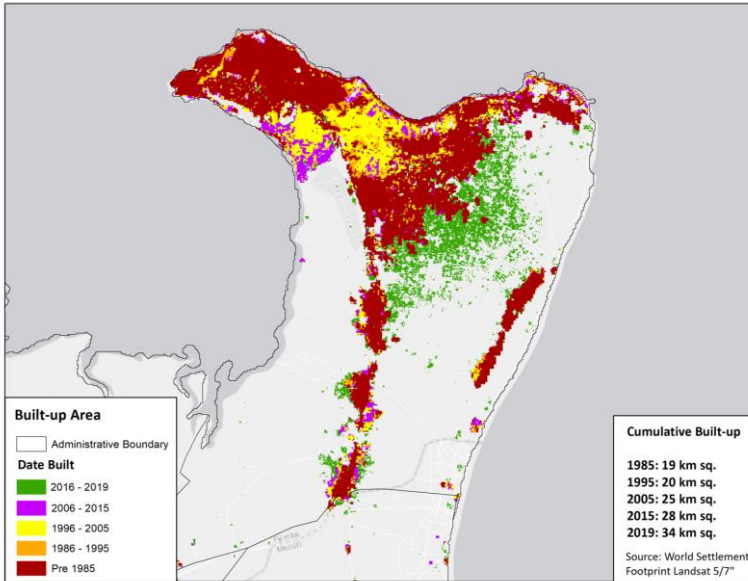 Built-up Area
Administrative Boundary
Date Built
2016 - 2019
2006 - 2015
1996 - 2005
1986 - 1995
Pre 1985
Pemba
Mecufi
Cumulative Built-up
1985: 19 km sq.
1995: 20 km sq.
2005: 25 km sq.
2015: 28 km sq.
2019: 34 km sq.
Source: World Settlement
Footprint Landsat 5/7"